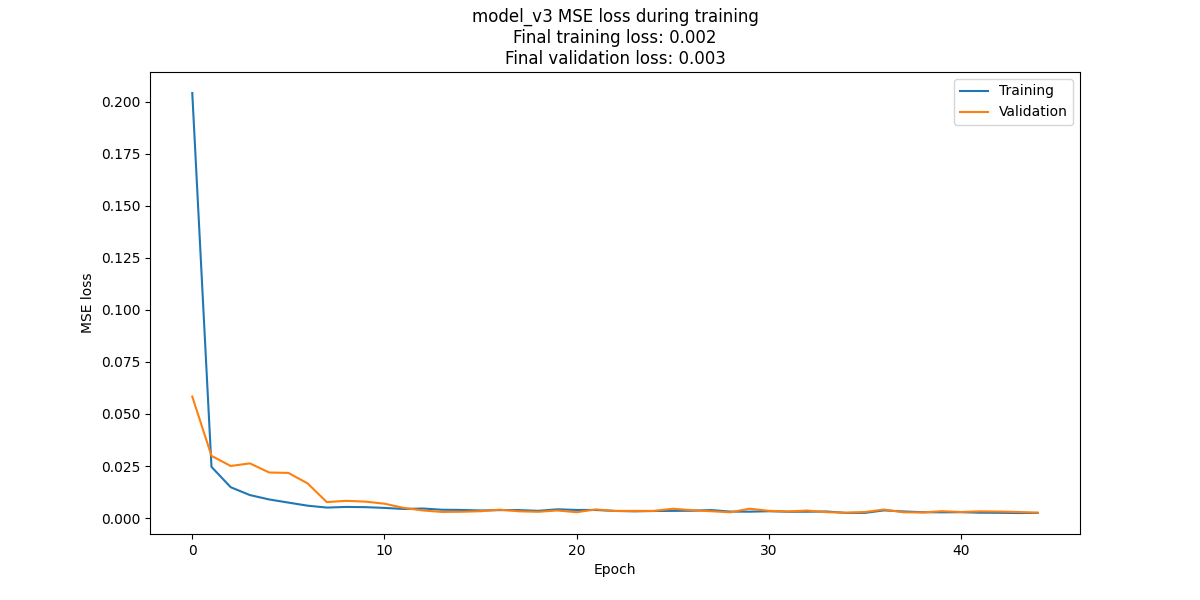 model_v3 MSE loss during training
Final training loss: 0.002
Final validation loss: 0.003
Training
Validation
0.200
0.175
0.150
0.125
0.100
0.075
0.050
0.025
0.000
MSE loss
0 10 20 30 40
Epoch